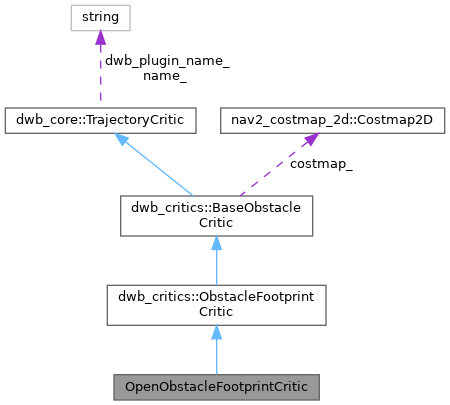 string
dwb_plugin_name_
name_
dwb_core::TrajectoryCritic
nav2_costmap_2d::Costmap2D
costmap_
dwb_critics::BaseObstacle
Critic
dwb_critics::ObstacleFootprint
Critic
OpenObstacleFootprintCritic